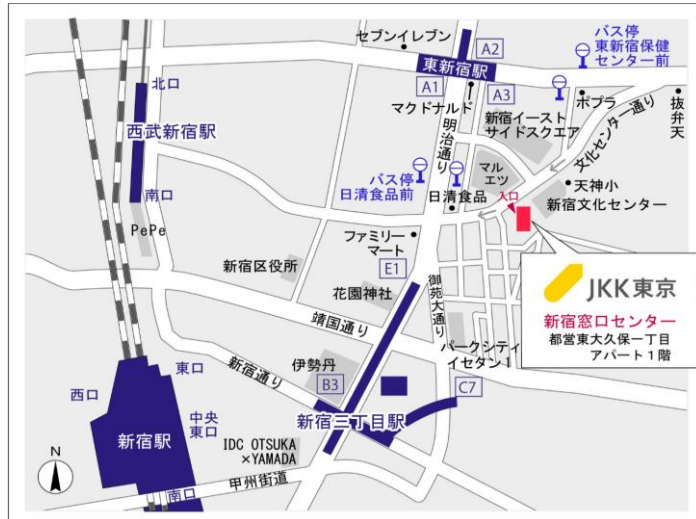 セブンイレブン
A2
バス停
東新宿保健
センター前
東新宿駅
北口
A1
A3
マクドナルド
ポプラ
抜弁天
西武新宿駅
新宿イースト
サイドスクエア
文化センター通り
明治通り
バス停
日清食品前
マル
エツ
天神小
入口
南口
日清食品
新宿文化センター
PePe
ファミリー
マート
新宿区役所
E1
花園神社
御苑大通り
JKK東京
新宿窓口センター
都営東大久保一丁目
アパート1階
靖国通り
パークシティ
イセタン1
新宿通り
伊勢丹
東口
B3
C7
西口
中央
東口
新宿三丁目駅
新宿駅
IDC OTSUKA
×YAMADA
N
甲州街道
南口